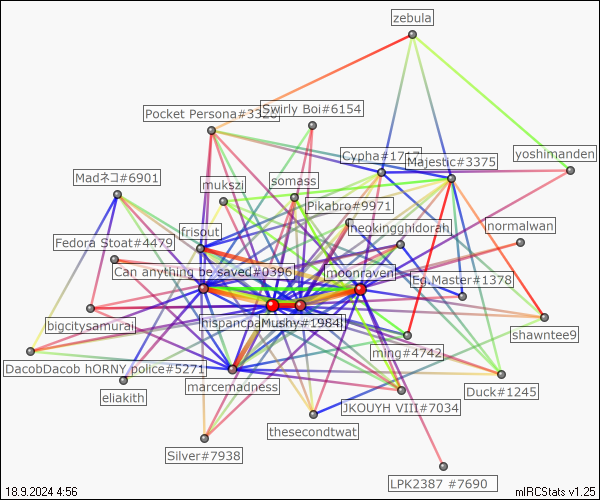 zebula
Pocket Persona#3320
Swirly Boi#6154
Cypha#1717
Majestic#3375
yoshimanden
Madネコ#6901
mukszi
somass
Pikabro#9971
neokingghidorah
normalwan
Fedora Stoat#4479
frisout
Can anything be saved#0396
moonraven
Eg.Master#1378
bigcitysamurai
Mushy#1984
shawntee9
ming#4742
DacobDacob hORNY police#5271
marcemadness
Duck#1245
eliakith
JKOUYH VIII#7034
thesecondtwat
Silver#7938
LPK2387 #7690
18.9.2024 4:56
mIRCStats v1.25